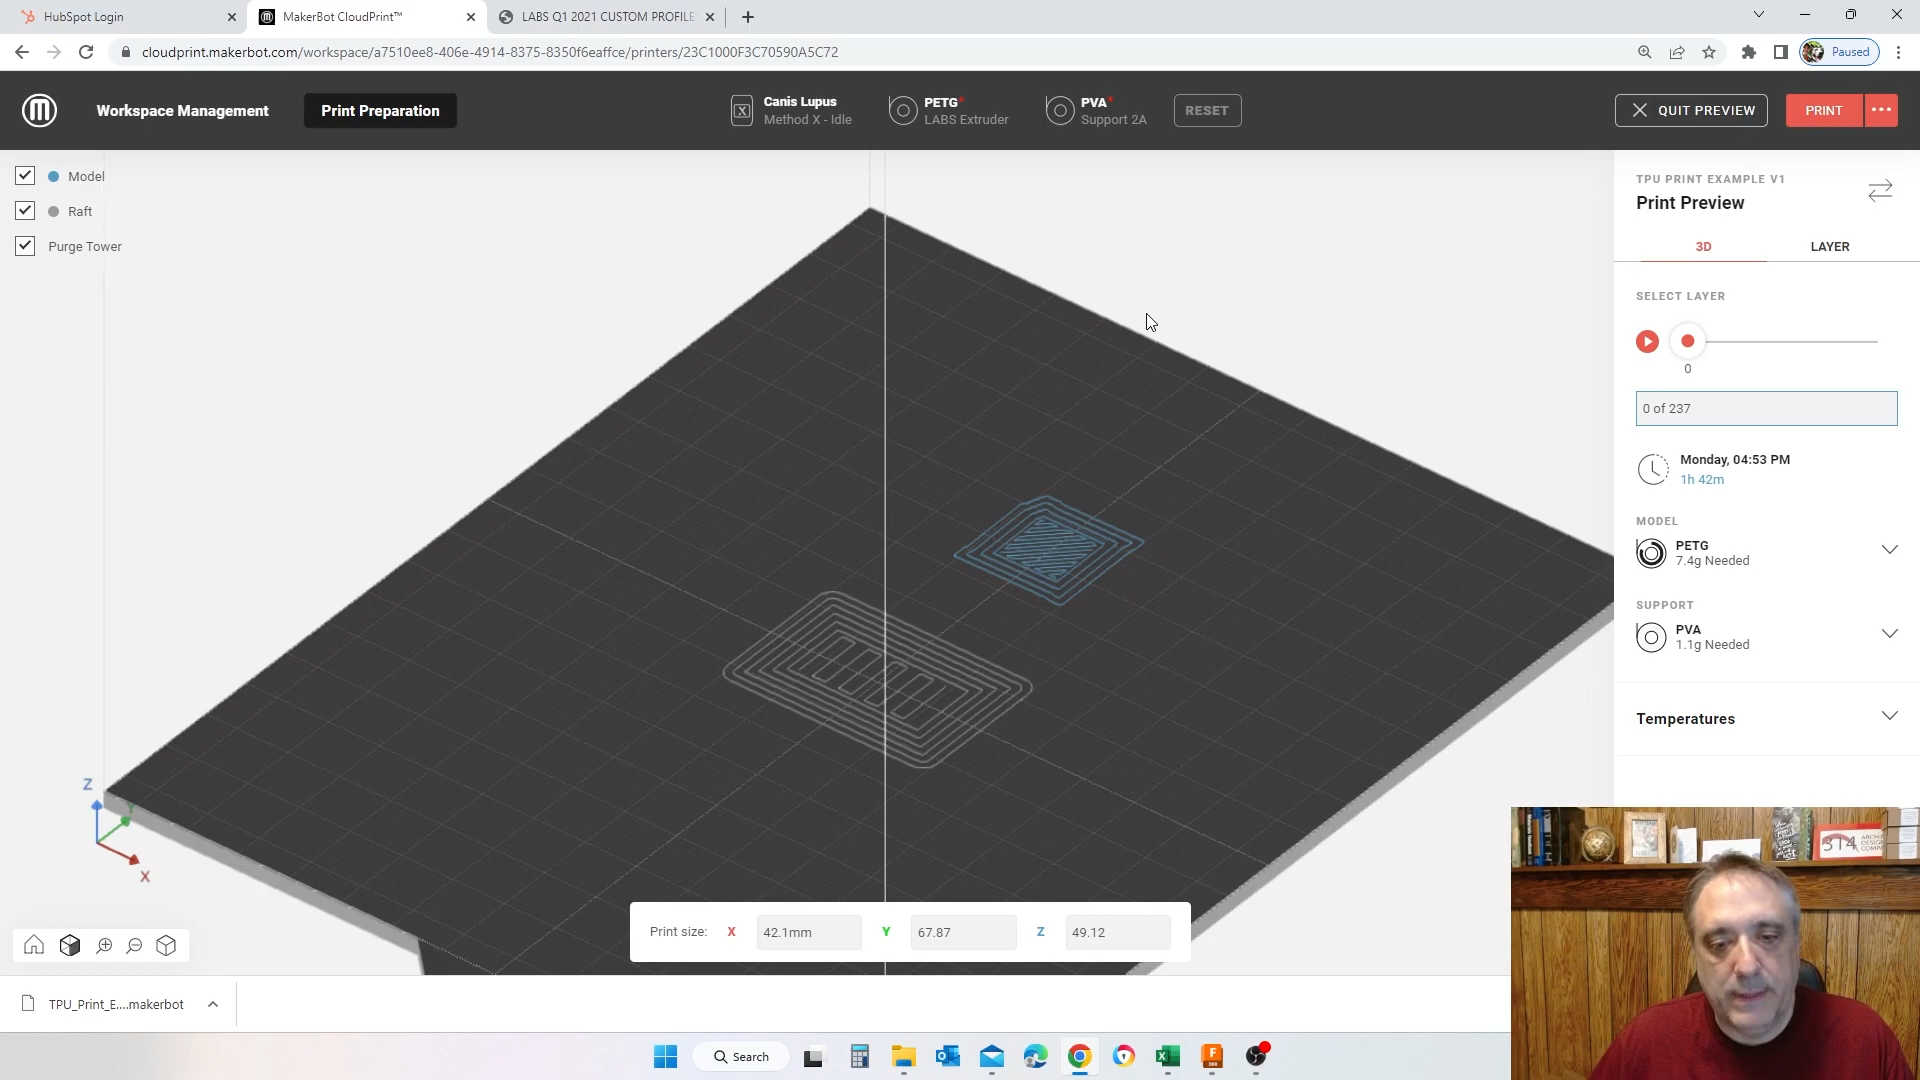 HubSpot Login
MakerBot CloudPrint™
LABS Q1 2021 CUSTOM PROFILE
cloudprint.makerbot.com/workspace/a7510ee8-406e-4914-8375-8350f6eaffce/printers/23C1000F3C70590A5C72
Paused
Workspace Management
Print Preparation
Canis Lupus
Method X - Idle
PETG*
LABS Extruder
PVA*
Support 2A
RESET
QUIT PREVIEW
PRINT
Model
Raft
Purge Tower
TPU PRINT EXAMPLE V1
Print Preview
3D
LAYER
SELECT LAYER
0
0 of 237
Monday, 04:53 PM
1h 42m
MODEL
PETG
7.4g Needed
SUPPORT
PVA
1.1g Needed
Temperatures
Z
Y
X
Print size: X 42.1mm Y 67.87 Z 49.12
TPU_Print_E....makerbot
Search
314